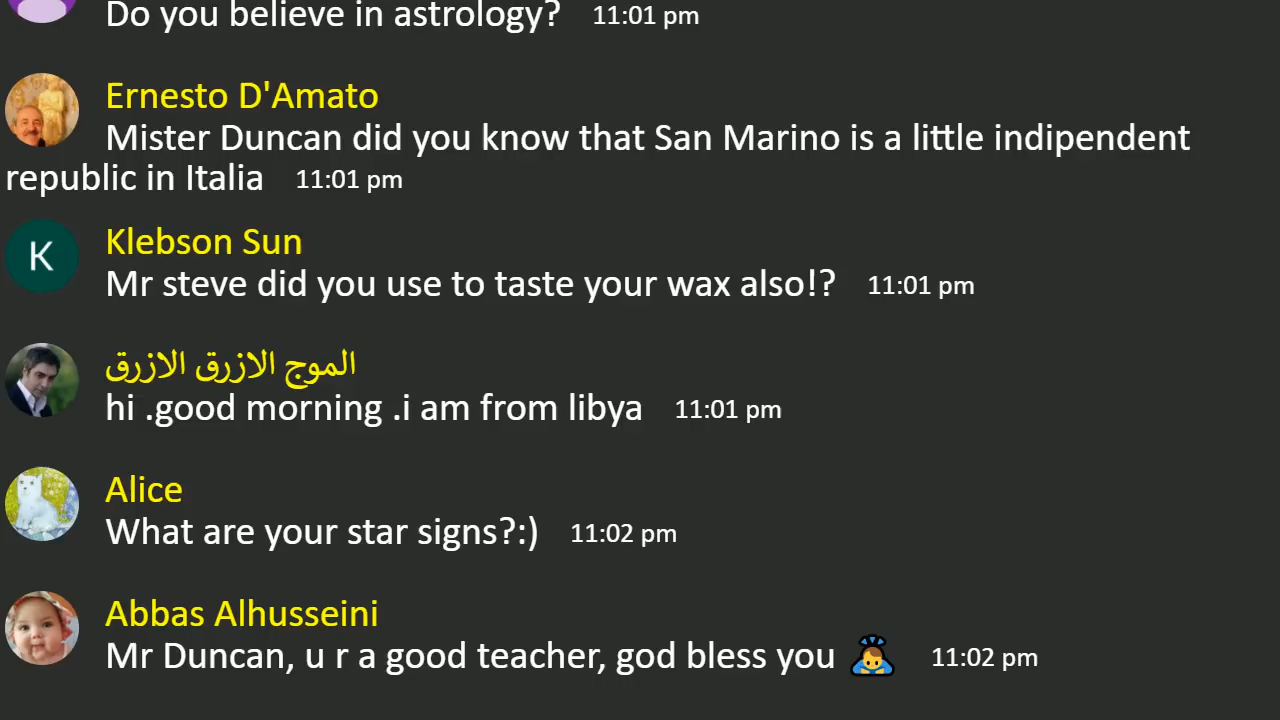 Do you believe in astrology? 11:01 pm
Ernesto D'Amato
Mister Duncan did you know that San Marino is a little indipendent
republic in Italia 11:01 pm
K
Klebson Sun
Mr steve did you use to taste your wax also!? 11:01 pm
الموج الازرق الازرق
hi .good morning .i am from libya 11:01 pm
Alice
What are your star signs?:) 11:02 pm
Abbas Alhusseini
Mr Duncan, u r a good teacher, god bless you 🙇 11:02 pm